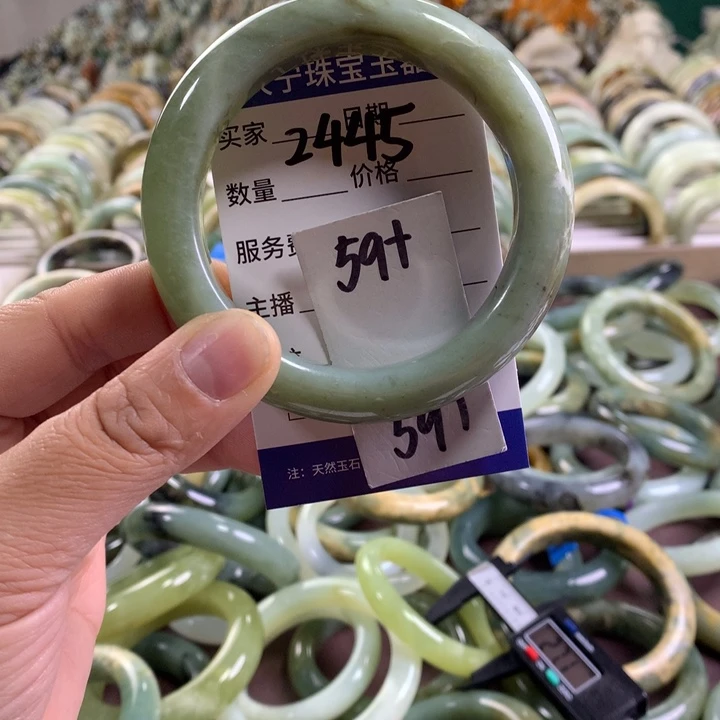 宁珠宝玉器
买家 2445 日期
数量 价格
服务费
59+
主播
59+
注：天然玉石